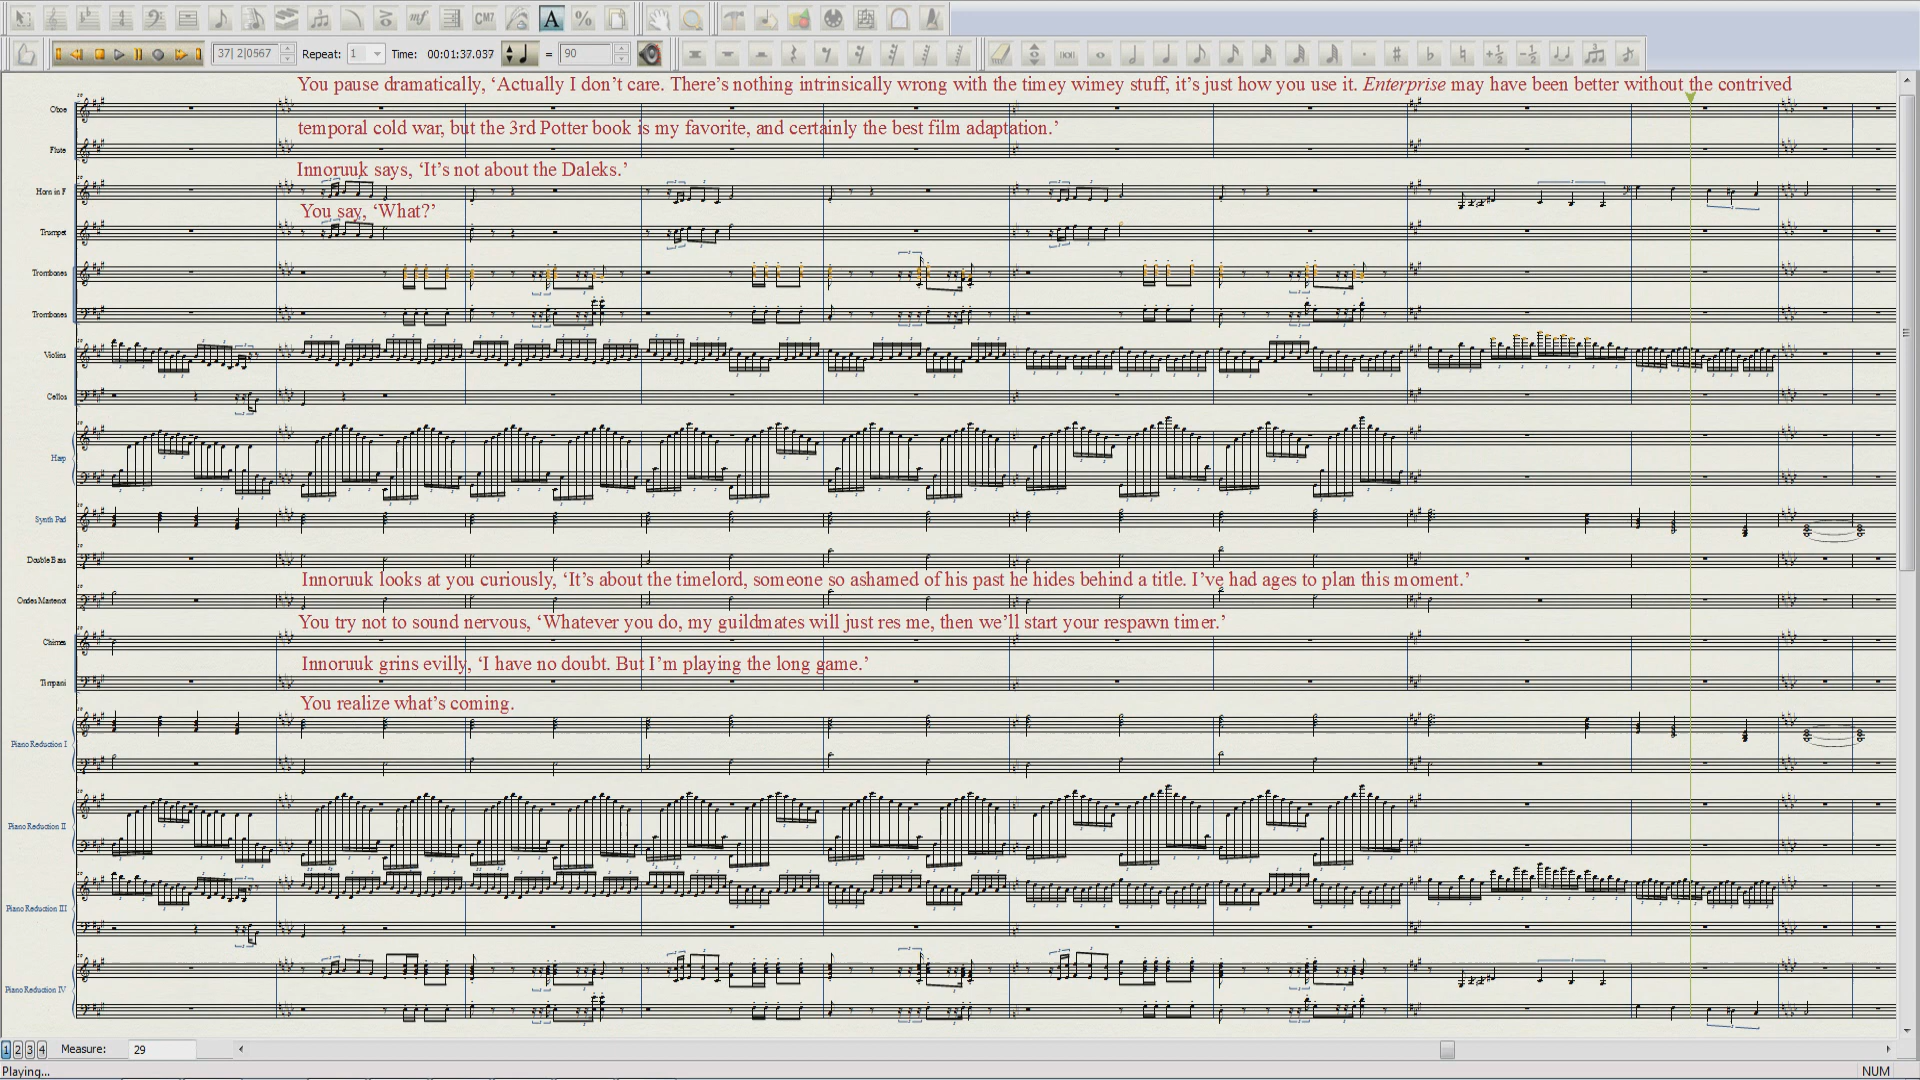 CM7 A %
37| 2|0567 Repeat: 1 Time: 00:01:37.037 = 90
You pause dramatically, ‘Actually I don’t care. There’s nothing intrinsically wrong with the timey wimey stuff, it’s just how you use it. Enterprise may have been better without the contrived
Oboe
temporal cold war, but the 3rd Potter book is my favorite, and certainly the best film adaptation.’
Flute
Innoruuk says, ‘It’s not about the Daleks.’
Horn in F
You say, ‘What?’
Trumpet
Trombones
Trombones
Violins
Cellos
Harp
Synth Pad
Double Bass
Innoruuk looks at you curiously, ‘It’s about the timelord, someone so ashamed of his past he hides behind a title. I’ve had ages to plan this moment.’
Ondes Martenot
You try not to sound nervous, ‘Whatever you do, my guildmates will just res me, then we’ll start your respawn timer.’
Chimes
Innoruuk grins evilly, ‘I have no doubt. But I’m playing the long game.’
Timpani
You realize what’s coming.
Piano Reduction I
Piano Reduction II
Piano Reduction III
Piano Reduction IV
1 2 3 4 Measure: 29
Playing... NUM